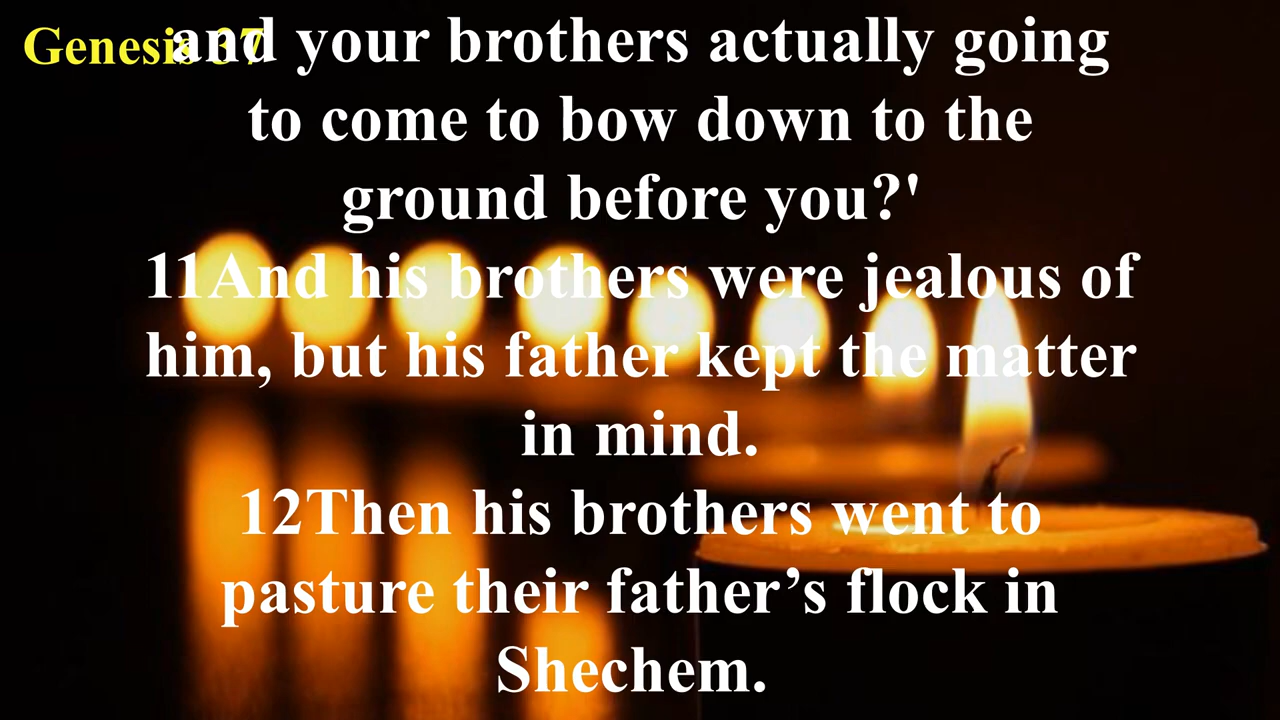 Genesis 37
and your brothers actually going
to come to bow down to the
ground before you?'
11And his brothers were jealous of
him, but his father kept the matter
in mind.
12Then his brothers went to
pasture their father’s flock in
Shechem.